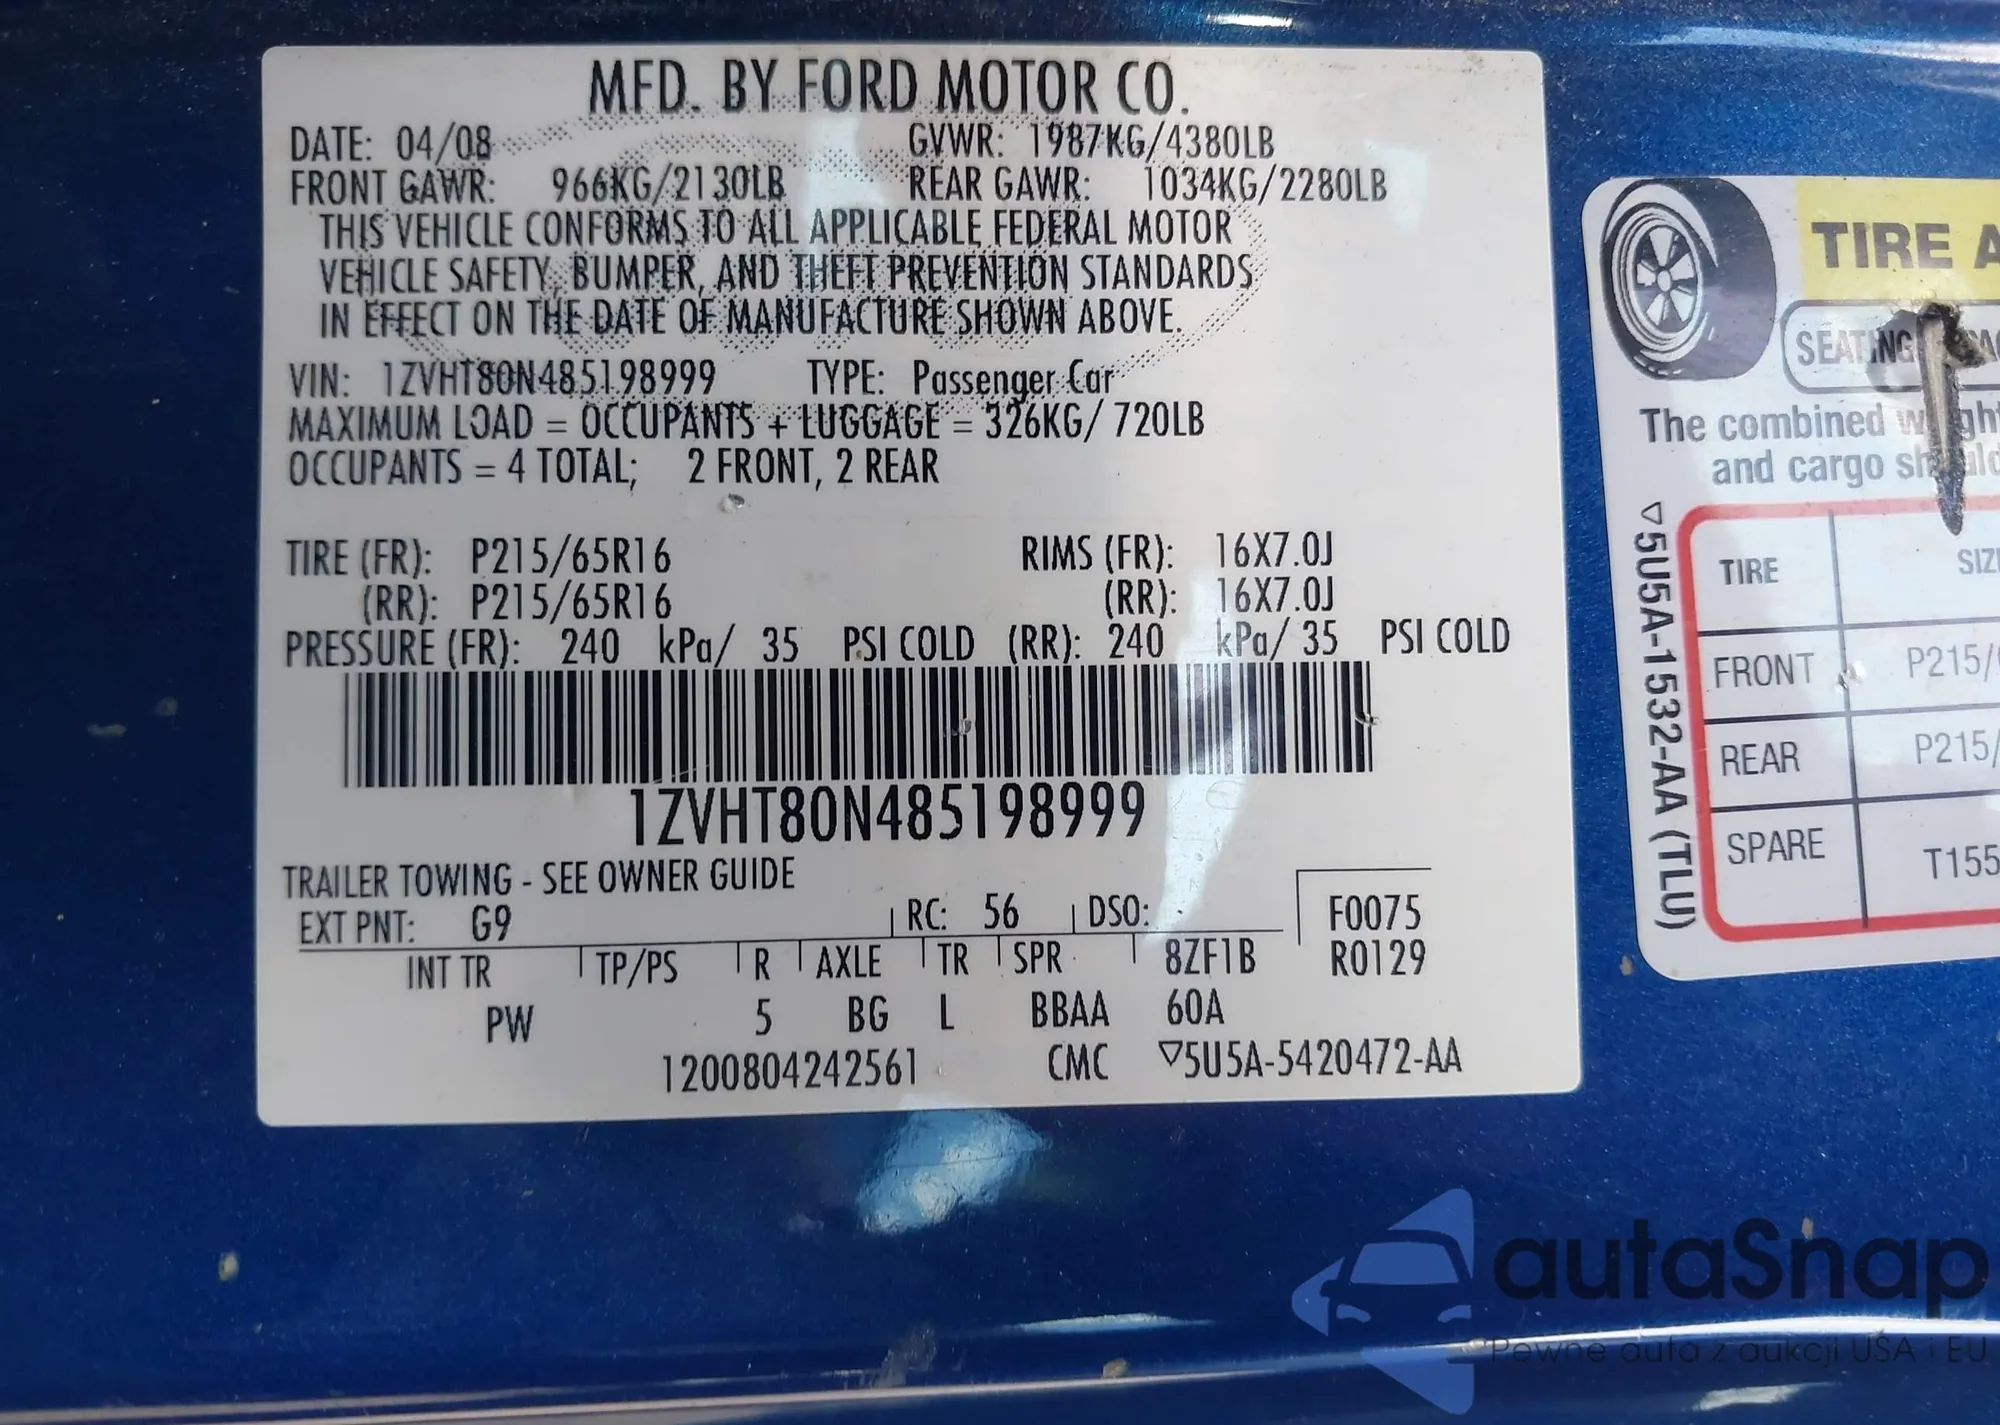 MFD. BY FORD MOTOR CO.
DATE: 04/08 GVWR: 1987KG/4380LB
FRONT GAWR: 966KG/2130LB REAR GAWR: 1034KG/2280LB
THIS VEHICLE CONFORMS TO ALL APPLICABLE FEDERAL MOTOR
VEHICLE SAFETY, BUMPER, AND THEFT PREVENTION STANDARDS
IN EFFECT ON THE DATE OF MANUFACTURE SHOWN ABOVE.
VIN: 1ZVHT80N485198999 TYPE: Passenger Car
MAXIMUM LOAD = OCCUPANTS + LUGGAGE = 326KG/ 720LB
OCCUPANTS = 4 TOTAL; 2 FRONT, 2 REAR
TIRE (FR): P215/65R16 RIMS (FR): 16X7.0J
(RR): P215/65R16 (RR): 16X7.0J
PRESSURE (FR): 240 kPa/ 35 PSI COLD (RR): 240 kPa/ 35 PSI COLD
1ZVHT80N485198999
TRAILER TOWING - SEE OWNER GUIDE
EXT PNT: G9 RC: 56 DSO: F0075
INT TR TP/PS R AXLE TR SPR 8ZF1B R0129
PW 5 BG L BBAA 60A
1200804242561 CMC ▽5U5A-5420472-AA
TIRE A
SEATING
The combined
and cargo
▽5U5A-1532-AA (TLU)
TIRE SIZ
FRONT P215/
REAR P215/
SPARE T155
autaSnap
Pewne auta z aukcji USA i EU